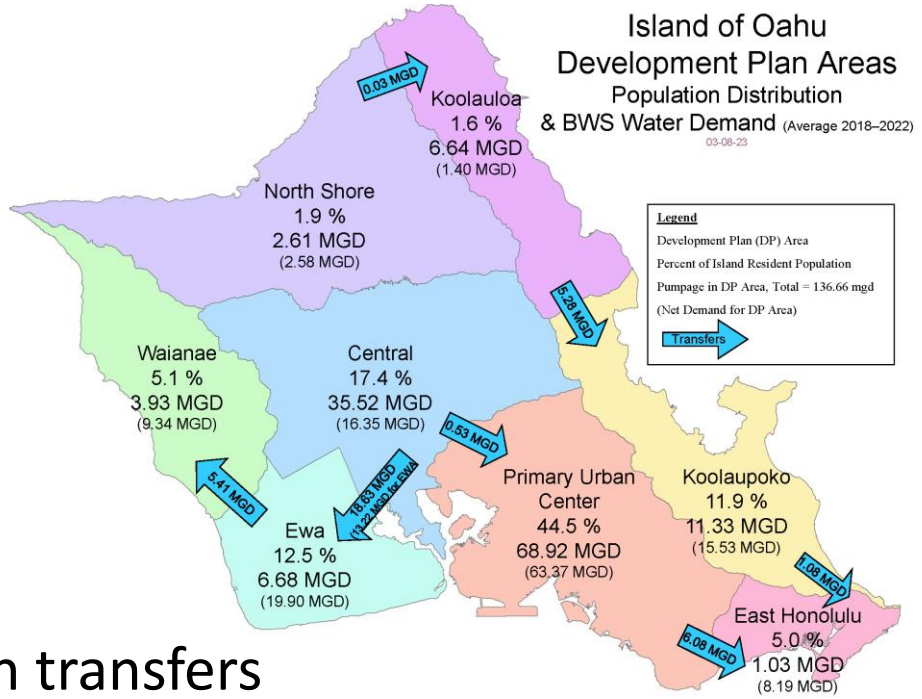 Island of Oahu
Development Plan Areas
Population Distribution
& BWS Water Demand (Average 2018–2022)
03-08-23
0.03 MGD
Koolauloa
1.6 %
6.64 MGD
(1.40 MGD)
North Shore
1.9 %
2.61 MGD
(2.58 MGD)
Legend
Development Plan (DP) Area
Percent of Island Resident Population
Pumpage in DP Area, Total = 136.66 mgd
(Net Demand for DP Area)
Transfers
5.28 MGD
Waianae
5.1 %
3.93 MGD
(9.34 MGD)
Central
17.4 %
35.52 MGD
(16.35 MGD)
0.53 MGD
18.63 MGD
(13.22 MGD for EWA)
5.41 MGD
Ewa
12.5 %
6.68 MGD
(19.90 MGD)
Primary Urban
Center
44.5 %
68.92 MGD
(63.37 MGD)
Koolaupoko
11.9 %
11.33 MGD
(15.53 MGD)
1.08 MGD
6.08 MGD
East Honolulu
5.0 %
1.03 MGD
(8.19 MGD)
transfers